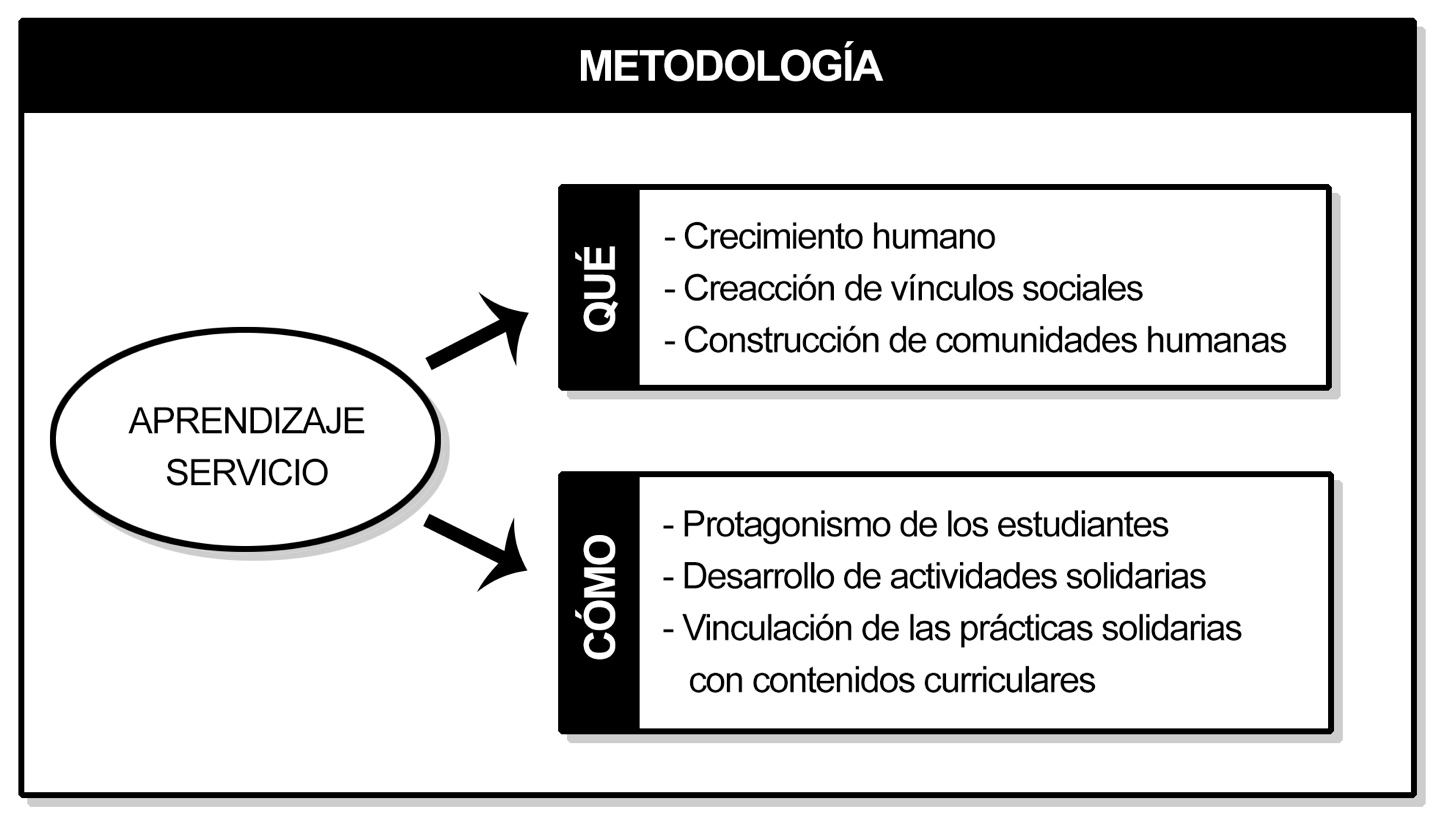 METODOLOGÍA
APRENDIZAJE
SERVICIO
QUÉ
- Crecimiento humano
- Creacción de vínculos sociales
- Construcción de comunidades humanas
CÓMO
- Protagonismo de los estudiantes
- Desarrollo de actividades solidarias
- Vinculación de las prácticas solidarias
con contenidos curriculares